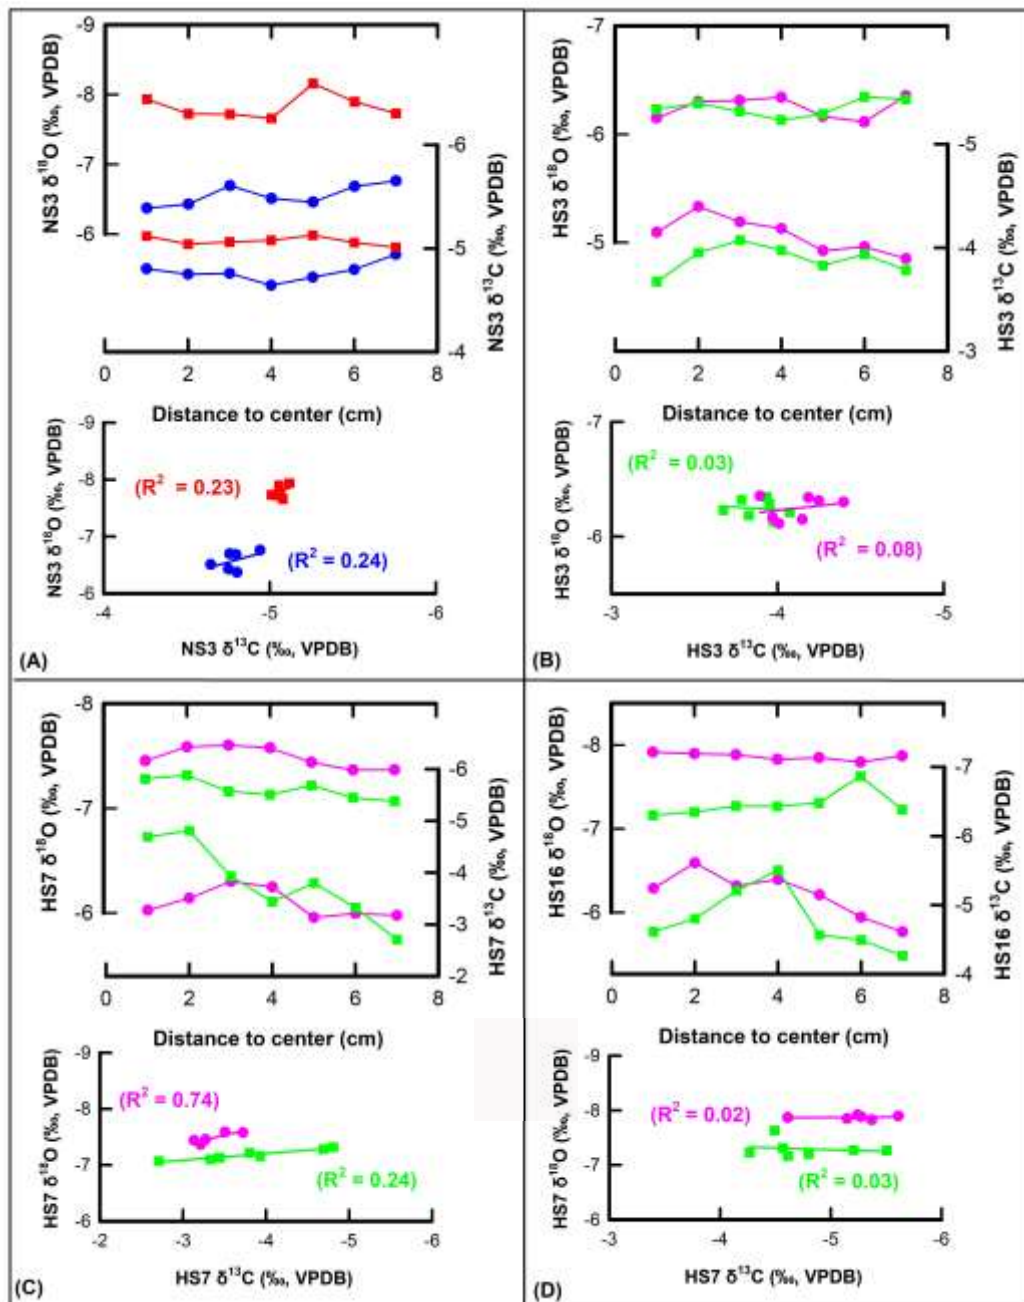 -9
-8
-7
-6
NS3 δ¹⁸O (‰, VPDB)
-6
-5
-4
NS3 δ¹³C (‰, VPDB)
0 2 4 6 8
Distance to center (cm)
-9
-8
-7
-6
NS3 δ¹⁸O (‰, VPDB)
(R² = 0.23)
(R² = 0.24)
-4 -5 -6
NS3 δ¹³C (‰, VPDB)
(A)
-7
-6
-5
HS3 δ¹⁸O (‰, VPDB)
-5
-4
-3
HS3 δ¹³C (‰, VPDB)
0 2 4 6 8
Distance to center (cm)
-7
-6
HS3 δ¹⁸O (‰, VPDB)
(R² = 0.03)
(R² = 0.08)
-3 -4 -5
HS3 δ¹³C (‰, VPDB)
(B)
-8
-7
-6
HS7 δ¹⁸O (‰, VPDB)
-6
-5
-4
-3
-2
HS7 δ¹³C (‰, VPDB)
0 2 4 6 8
Distance to center (cm)
-9
-8
-7
-6
HS7 δ¹⁸O (‰, VPDB)
(R² = 0.74)
(R² = 0.24)
-2 -3 -4 -5 -6
HS7 δ¹³C (‰, VPDB)
(C)
-8
-7
-6
HS16 δ¹⁸O (‰, VPDB)
-7
-6
-5
-4
HS16 δ¹³C (‰, VPDB)
0 2 4 6 8
Distance to center (cm)
-9
-8
-7
-6
HS7 δ¹⁸O (‰, VPDB)
(R² = 0.02)
(R² = 0.03)
-3 -4 -5 -6
HS7 δ¹³C (‰, VPDB)
(D)